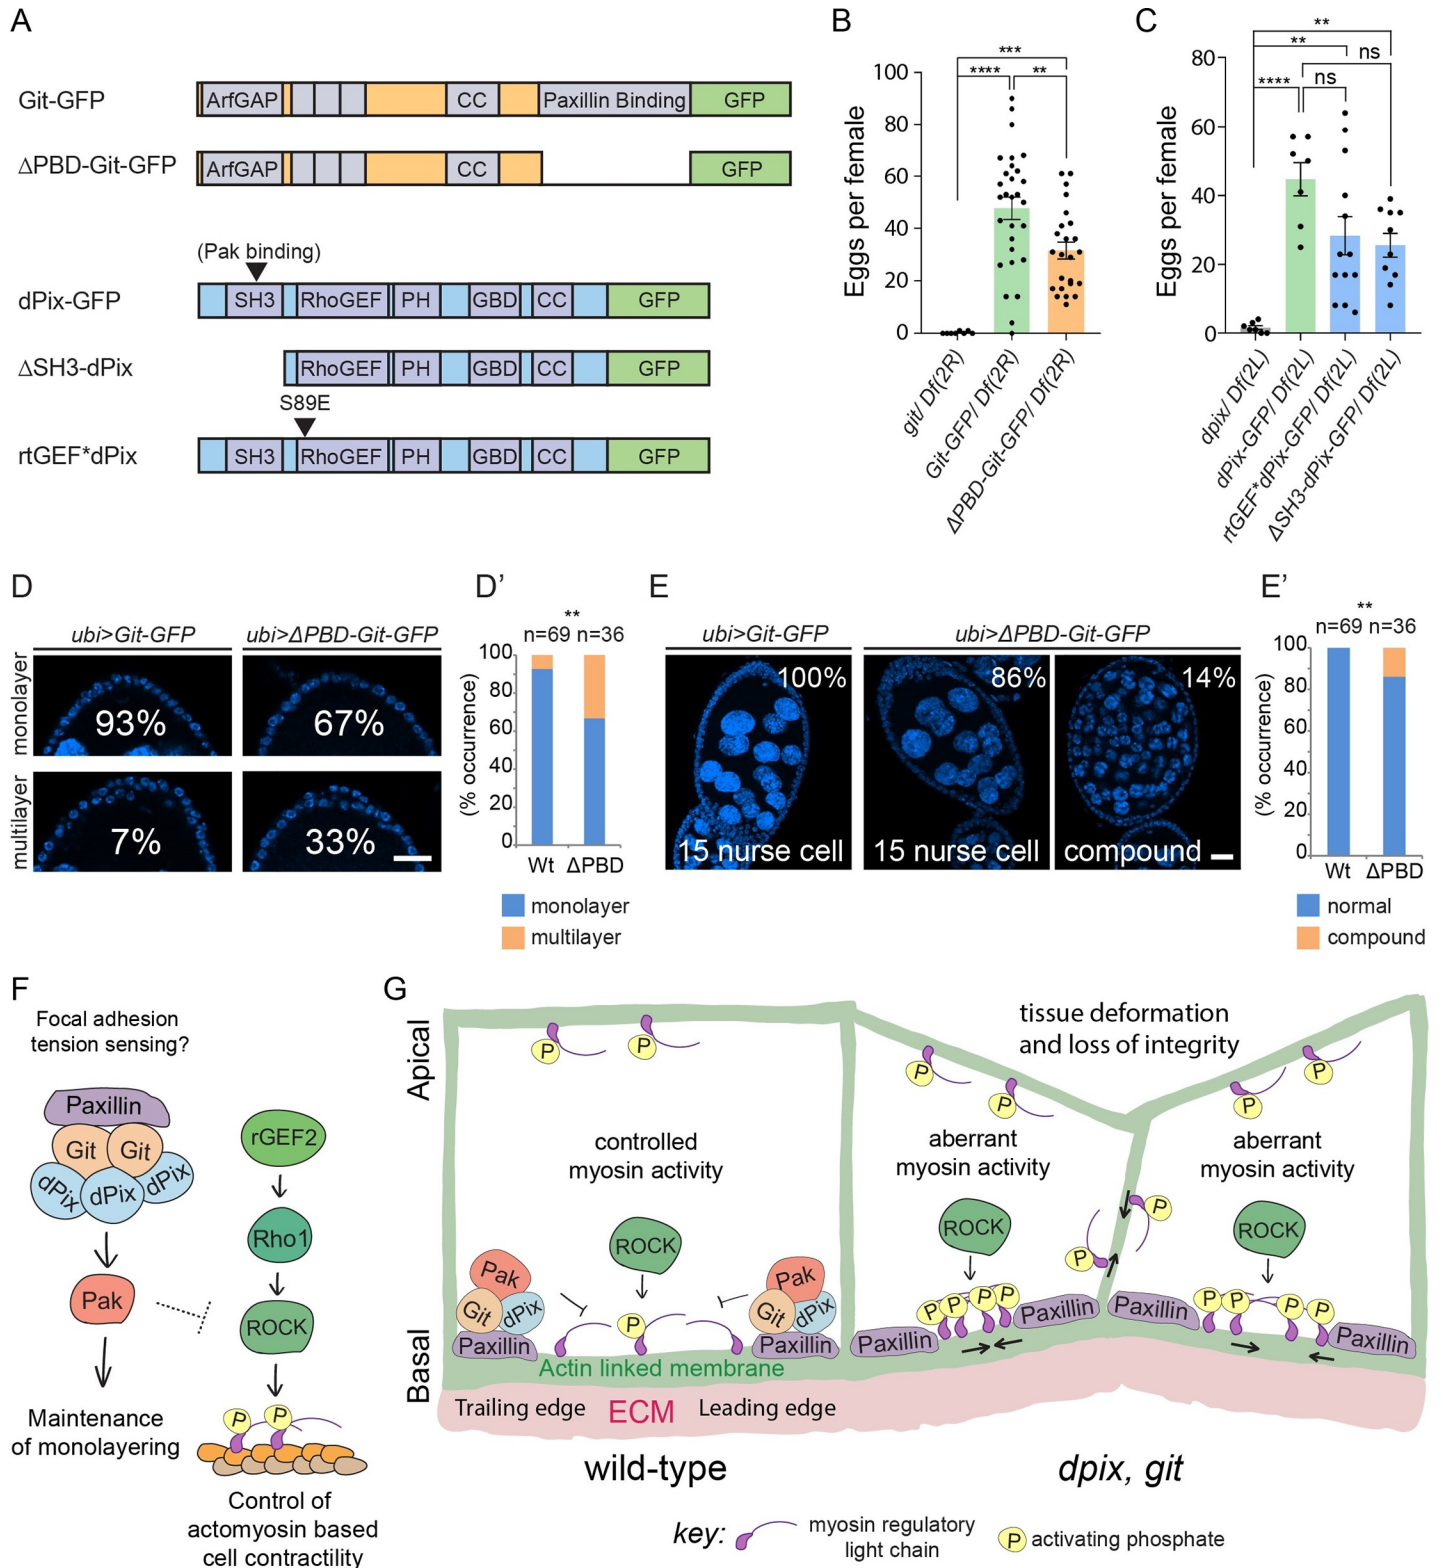 A
Git-GFP
ArfGAP
CC
Paxillin Binding
GFP
ΔPBD-Git-GFP
ArfGAP
CC
GFP
(Pak binding)
dPix-GFP
SH3
RhoGEF
PH
GBD
CC
GFP
ΔSH3-dPix
RhoGEF
PH
GBD
CC
GFP
S89E
rtGEF*dPix
SH3
RhoGEF
PH
GBD
CC
GFP
B
***
****
**
Eggs per female
100
80
60
40
20
0
git/ Df(2R)
Git-GFP/ Df(2R)
ΔPBD-Git-GFP/ Df(2R)
C
**
**
ns
****
ns
Eggs per female
80
60
40
20
0
dpix/ Df(2L)
dPix-GFP/ Df(2L)
rtGEF*dPix-GFP/ Df(2L)
ΔSH3-dPix-GFP/ Df(2L)
D
ubi>Git-GFP
ubi>ΔPBD-Git-GFP
monolayer
93%
67%
multilayer
7%
33%
D'
**
n=69 n=36
(% occurrence)
100
80
60
40
20
0
Wt ΔPBD
monolayer
multilayer
E
ubi>Git-GFP
ubi>ΔPBD-Git-GFP
100%
86%
14%
15 nurse cell
15 nurse cell
compound
E'
**
n=69 n=36
(% occurrence)
100
80
60
40
20
0
Wt ΔPBD
normal
compound
F
Focal adhesion
tension sensing?
Paxillin
Git
Git
dPix
dPix
dPix
Pak
Maintenance
of monolayering
rGEF2
Rho1
ROCK
P
P
Control of
actomyosin based
cell contractility
G
Apical
Basal
P
P
controlled
myosin activity
ROCK
Pak
Git
dPix
Paxillin
P
Pak
Git
dPix
Paxillin
Actin linked membrane
Trailing edge
ECM
Leading edge
wild-type
tissue deformation
and loss of integrity
P
P
P
P
aberrant
myosin activity
aberrant
myosin activity
ROCK
ROCK
P
P
P
P
P
P
Paxillin
Paxillin
Paxillin
P
P
P
P
Paxillin
dpix, git
key:
myosin regulatory
light chain
P
activating phosphate